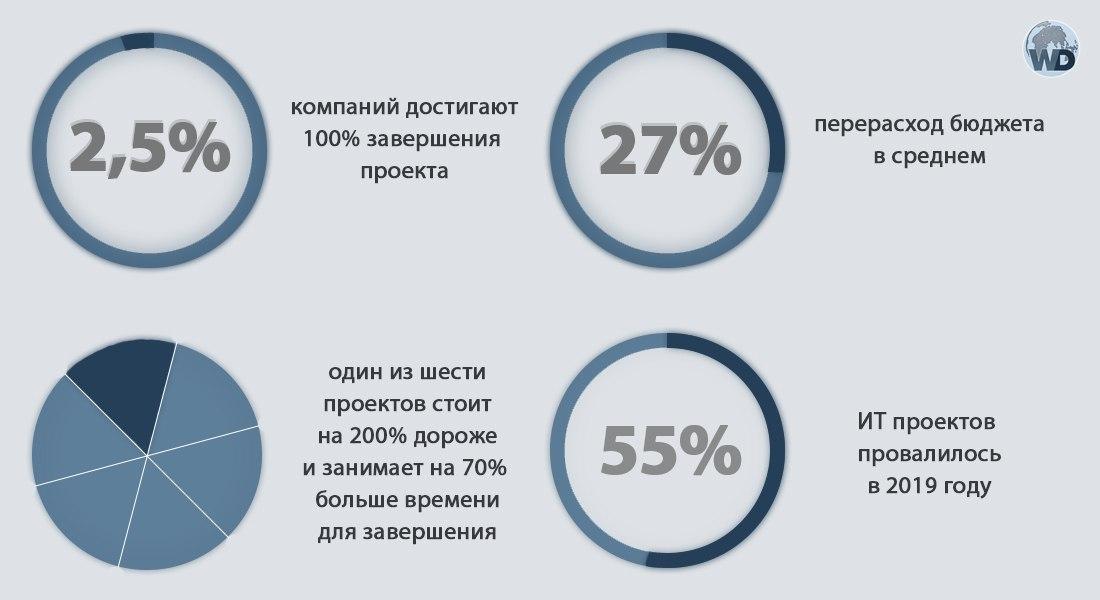 2,5%
компаний достигают
100% завершения
проекта
27%
перерасход бюджета
в среднем
WD
один из шести
проектов стоит
на 200% дороже
и занимает на 70%
больше времени
для завершения
55%
ИТ проектов
провалилось
в 2019 году